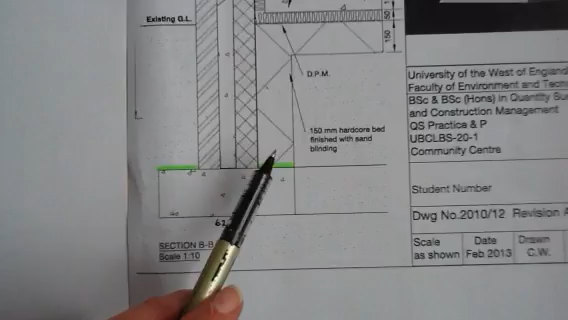 Existing G.L.
50
150
D.P.M.
150 mm hardcore bed
finished with sand
blinding
SECTION B-B
Scale 1:10
University of the West of England
Faculty of Environment and
BSc & BSc (Hons) in Quantity
and Construction Management
QS Practice & P
UBCLBS-20-1
Community Centre
Student Number
Dwg No.2010/12 Revision A
Scale Date Drawn
as shown Feb 2013 C.W.